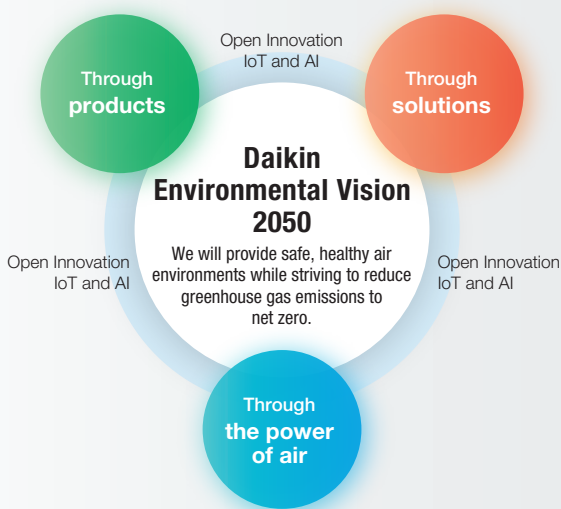 Open Innovation
IoT and AI
Through
products
Through
solutions
Daikin
Environmental Vision
2050
We will provide safe, healthy air
environments while striving to reduce
greenhouse gas emissions to
net zero.
Open Innovation
IoT and AI
Open Innovation
IoT and AI
Through
the power
of air